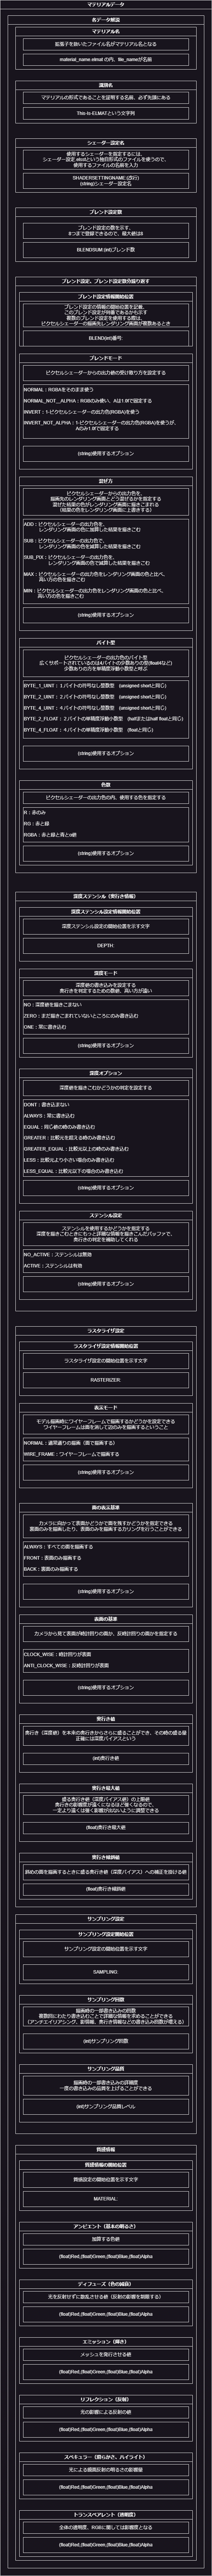 マテリアルデータ
各データ解説
マテリアル名
拡張子を抜いたファイル名がマテリアル名となる
material_name.elmat の内、file_nameが名前
識別名
マテリアルの形式であることを証明する名前、必ず先頭にある
This-Is-ELMATという文字列
シェーダー設定名
使用するシェーダーを指定するには、
シェーダー設定.elsttという独自形式のファイルを使うので、
使用するファイルの名前を入力
SHADERSETTINGNAME:(改行)
(string)シェーダー設定名
ブレンド設定数
ブレンド設定の数を示す、
8つまで登録できるので、最大値は8
BLENDSUM:(int)ブレンド数
ブレンド設定、ブレンド設定数分繰り返す
ブレンド設定情報開始位置
ブレンド設定の情報の開始位置を記載、
このブレンド設定が何番であるかも示す
複数のブレンド設定を使用する際は、
ピクセルシェーダーの描画先レンダリング画面が複数あるとき
BLEND(int)番号:
ブレンドモード
ピクセルシェーダーからの出力値の受け取り方を設定する
NORMAL：RGBAをそのまま使う
NORMAL_NOT_ALPHA：RGBのみ使い、Aは1.0fで固定する
INVERT：1-ピクセルシェーダーの出力色(RGBA)を使う
INVERT_NOT_ALPHA：1-ピクセルシェーダーの出力色(RGBA)を使うが、
Aのみ1.0fで固定する
(string)使用するオプション
混ぜ方
ピクセルシェーダーからの出力色を、
描画先のレンダリング画面とどう混ぜるかを指定する
混ぜた結果の色がレンダリング画面に描きこまれる
（結果の色をレンダリング画面に上書きする）
ADD：ピクセルシェーダーの出力色を、
レンダリング画面の色に加算した結果を描きこむ
SUB：ピクセルシェーダーの出力色で、
レンダリング画面の色を減算した結果を描きこむ
SUB_PIX：ピクセルシェーダーの出力色を、
レンダリング画面の色で減算した結果を描きこむ
MAX：ピクセルシェーダーの出力色をレンダリング画面の色と比べ、
高い方の色を描きこむ
MIN：ピクセルシェーダーの出力色をレンダリング画面の色と比べ、
低い方の色を描きこむ
(string)使用するオプション
バイト型
ピクセルシェーダーの出力色のバイト型
広くサポートされているのは4バイトの少数ありの型(float4など)
少数ありの方を単精度浮動小数型と呼ぶ
BYTE_1_UINT：１バイトの符号なし整数型　(unsigned shortと同じ)
BYTE_2_UINT：２バイトの符号なし整数型　(unsigned shortと同じ)
BYTE_4_UINT：４バイトの符号なし整数型　(unsigned shortと同じ)
BYTE_2_FLOAT：２バイトの単精度浮動小数型　(halfまたはhalf floatと同じ)
BYTE_4_FLOAT：４バイトの単精度浮動小数型　(floatと同じ)
(string)使用するオプション
色数
ピクセルシェーダーの出力色の内、使用する色を指定する
R：赤のみ
RG：赤と緑
RGBA：赤と緑と青とα値
(string)使用するオプション
深度ステンシル（奥行き情報）
深度ステンシル設定情報開始位置
深度ステンシル設定の開始位置を示す文字
DEPTH:
深度モード
深度値の書き込みを設定する
奥行きを判定するための数値、高い方が遠い
NO：深度値を描きこまない
ZERO：まだ描きこまれていないところにのみ書き込む
ONE：常に書き込む
(string)使用するオプション
深度オプション
深度値を描きこむかどうかの判定を設定する
DONT：書き込まない
ALWAYS：常に書き込む
EQUAL：同じ値の時のみ書き込む
GREATER：比較元を超える時のみ書き込む
GREATER_EQUAL：比較元以上の時のみ書き込む
LESS：比較元より小さい場合のみ書き込む
LESS_EQUAL：比較元以下の場合のみ書き込む
(string)使用するオプション
ステンシル設定
ステンシルを使用するかどうかを指定する
深度を描きこむときにもっと詳細な情報を描きこんだバッファで、
奥行きの判定を補助してくれる
NO_ACTIVE：ステンシルは無効
ACTIVE：ステンシルは有効
(string)使用するオプション
ラスタライザ設定
ラスタライザ設定情報開始位置
ラスタライザ設定の開始位置を示す文字
RASTERIZER:
表示モード
モデル描画時にワイヤーフレームで描画するかどうかを設定できる
ワイヤーフレームは面を消して辺のみを描画するということ
NORMAL：通常通りの描画（面で描画する）
WIRE_FRAME：ワイヤーフレームで描画する
(string)使用するオプション
面の表示基準
カメラに向かって表面かどうかで面を残すかどうかを指定できる
裏面のみを描画したり、表面のみを描画するカリングを行うことができる
ALWAYS：すべての面を描画する
FRONT：表面のみ描画する
BACK：裏面のみ描画する
(string)使用するオプション
表面の基準
カメラから見て表面が時計回りの面か、反時計回りの面かを指定する
CLOCK_WISE：時計回りが表面
ANTI_CLOCK_WISE：反時計回りが表面
(string)使用するオプション
奥行き値
奥行き（深度値）を本来の奥行きからさらに盛ることができ、その時の盛る量
正確には深度バイアスという
(int)奥行き値
奥行き最大値
盛る奥行き値（深度バイアス値）の上限値
奥行きの影響度が遠くになるほど強くなるので、
一定より遠くは強く影響が出ないように調整できる
(float)奥行き最大値
奥行き傾斜値
斜めの面を描画するときに盛る奥行き値（深度バイアス）への補正を掛ける値
(float)奥行き傾斜値
サンプリング設定
サンプリング設定開始位置
サンプリング設定の開始位置を示す文字
SAMPLING:
サンプリング回数
描画時の一部書き込みの回数
複数回にわたり書き込むことで詳細な情報を求めることができる
（アンチエイリアシング、影情報、奥行き情報などの書き込み回数が増える）
(int)サンプリング回数
サンプリング品質
描画時の一部書き込みの詳細度
一度の書き込みの品質を上げることができる
(int)サンプリング品質レベル
質感情報
質感情報の開始位置
質感設定の開始位置を示す文字
MATERIAL:
アンビエント（基本の明るさ）
加算する色値
(float)Red,(float)Green,(float)Blue,(float)Alpha
ディフューズ（色の減衰）
光を反射せずに散乱させる値（反射の影響を制限する）
(float)Red,(float)Green,(float)Blue,(float)Alpha
エミッション（輝き）
メッシュを発行させる値
(float)Red,(float)Green,(float)Blue,(float)Alpha
リフレクション（反射）
光の影響による反射の値
(float)Red,(float)Green,(float)Blue,(float)Alpha
スペキュラー（滑らかさ、ハイライト）
光による鏡面反射の明るさの影響量
(float)Red,(float)Green,(float)Blue,(float)Alpha
トランスペアレント（透明度）
全体の透明度、RGBに関しては影響度となる
(float)Red,(float)Green,(float)Blue,(float)Alpha